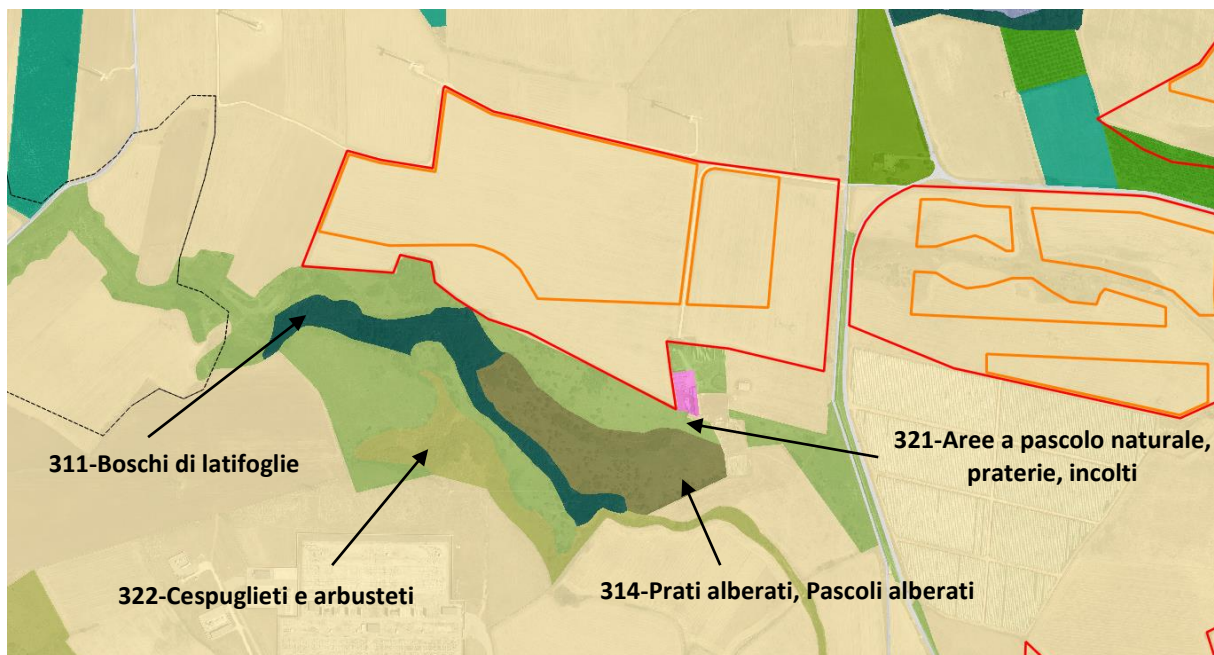 321-Aree a pascolo naturale,
praterie, incolti
311-Boschi di latifoglie
322-Cespuglieti e arbusteti
314-Prati alberati, Pascoli alberati